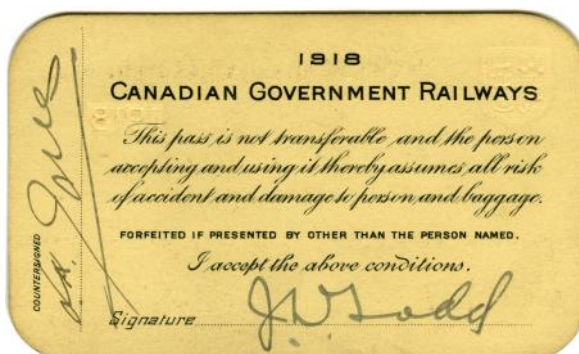 1918
CANADIAN GOVERNMENT RAILWAYS
This pass is not transferable and the person
accepting and using it thereby assumes all risk
of accident and damage to person and baggage.
FORFEITED IF PRESENTED BY OTHER THAN THE PERSON NAMED.
I accept the above conditions.
Signature J. W. Todd
COUNTERSIGNED